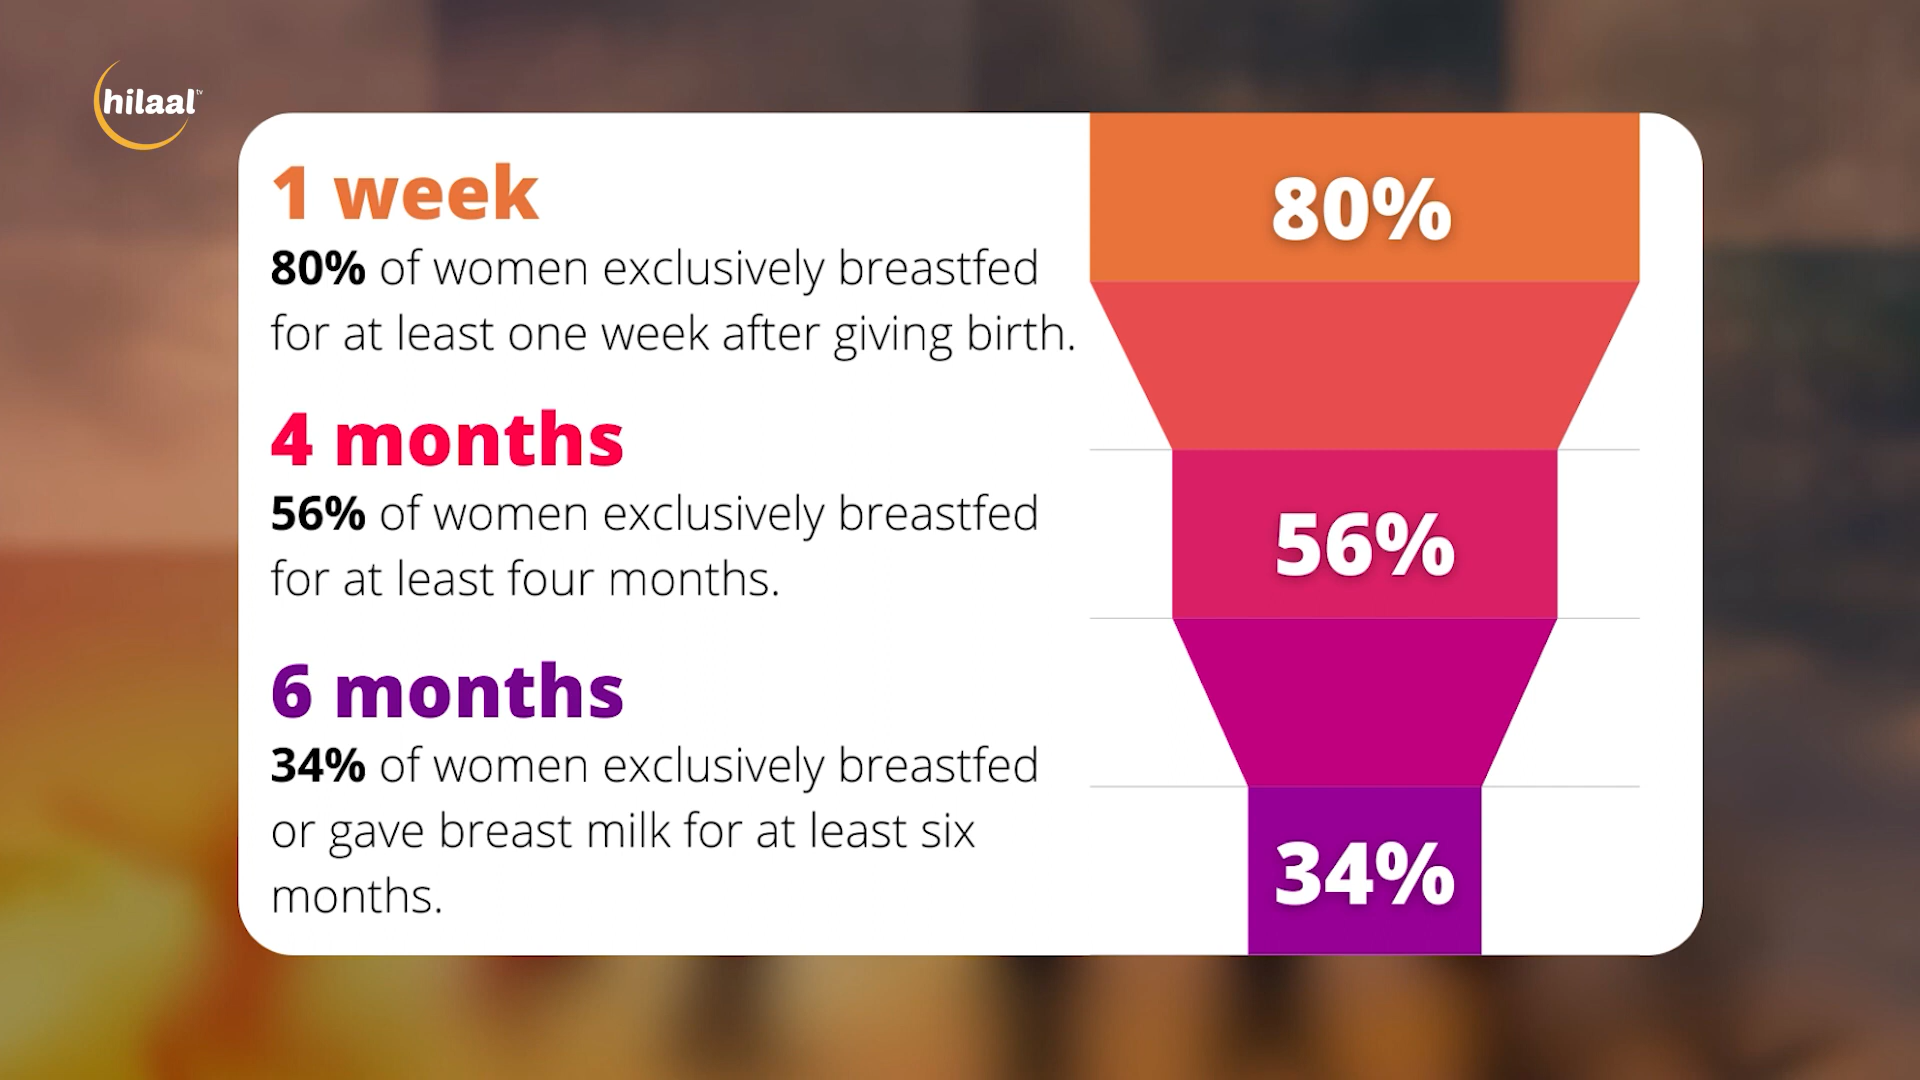 hilaal tv
1 week
80% of women exclusively breastfed
for at least one week after giving birth.
4 months
56% of women exclusively breastfed
for at least four months.
6 months
34% of women exclusively breastfed
or gave breast milk for at least six
months.
80%
56%
34%